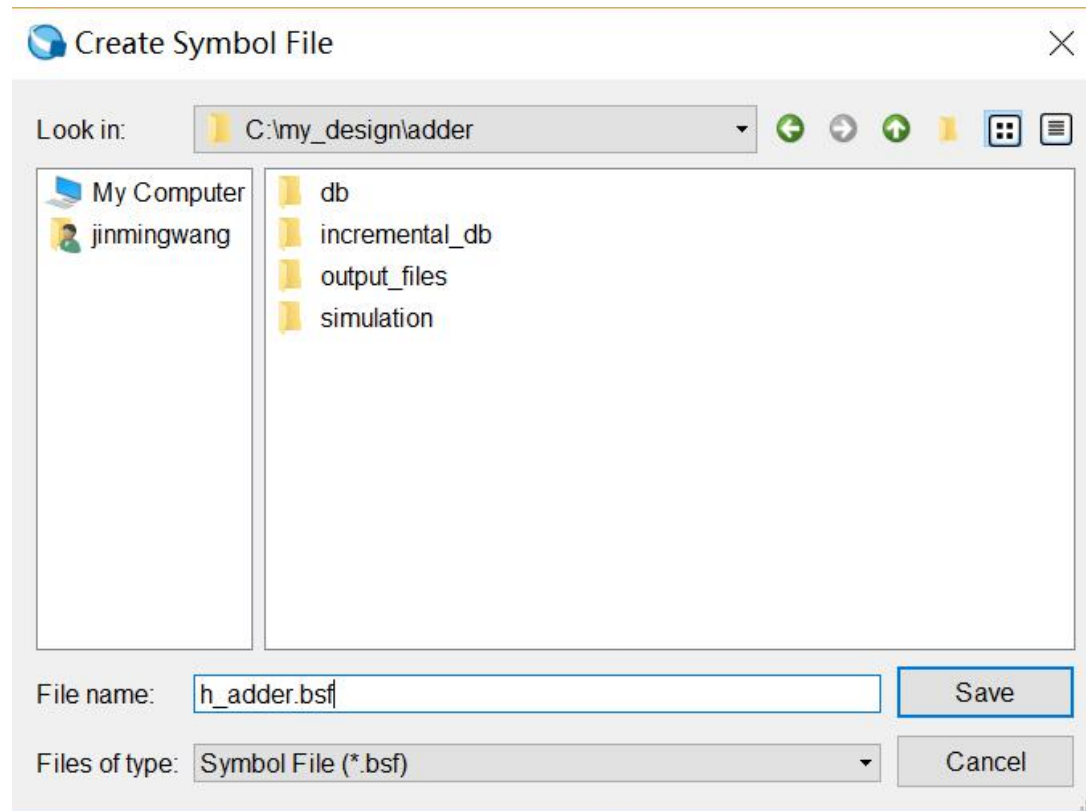 Create Symbol File
Look in: C:\my_design\adder
My Computer
jinmingwang
db
incremental_db
output_files
simulation
File name: h_adder.bsf Save
Files of type: Symbol File (*.bsf) Cancel